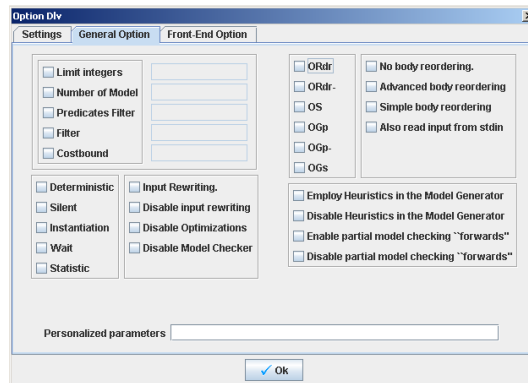 Option Dlv
Settings General Option Front-End Option
Limit integers
Number of Model
Predicates Filter
Filter
Costbound
ORdr
ORdr-
OS
OGp
OGp-
OGs
No body reordering.
Advanced body reordering
Simple body reordering
Also read input from stdin
Deterministic
Silent
Instantiation
Wait
Statistic
Input Rewriting.
Disable input rewriting
Disable Optimizations
Disable Model Checker
Employ Heuristics in the Model Generator
Disable Heuristics in the Model Generator
Enable partial model checking ``forwards''
Disable partial model checking ``forwards''
Personalized parameters
Ok